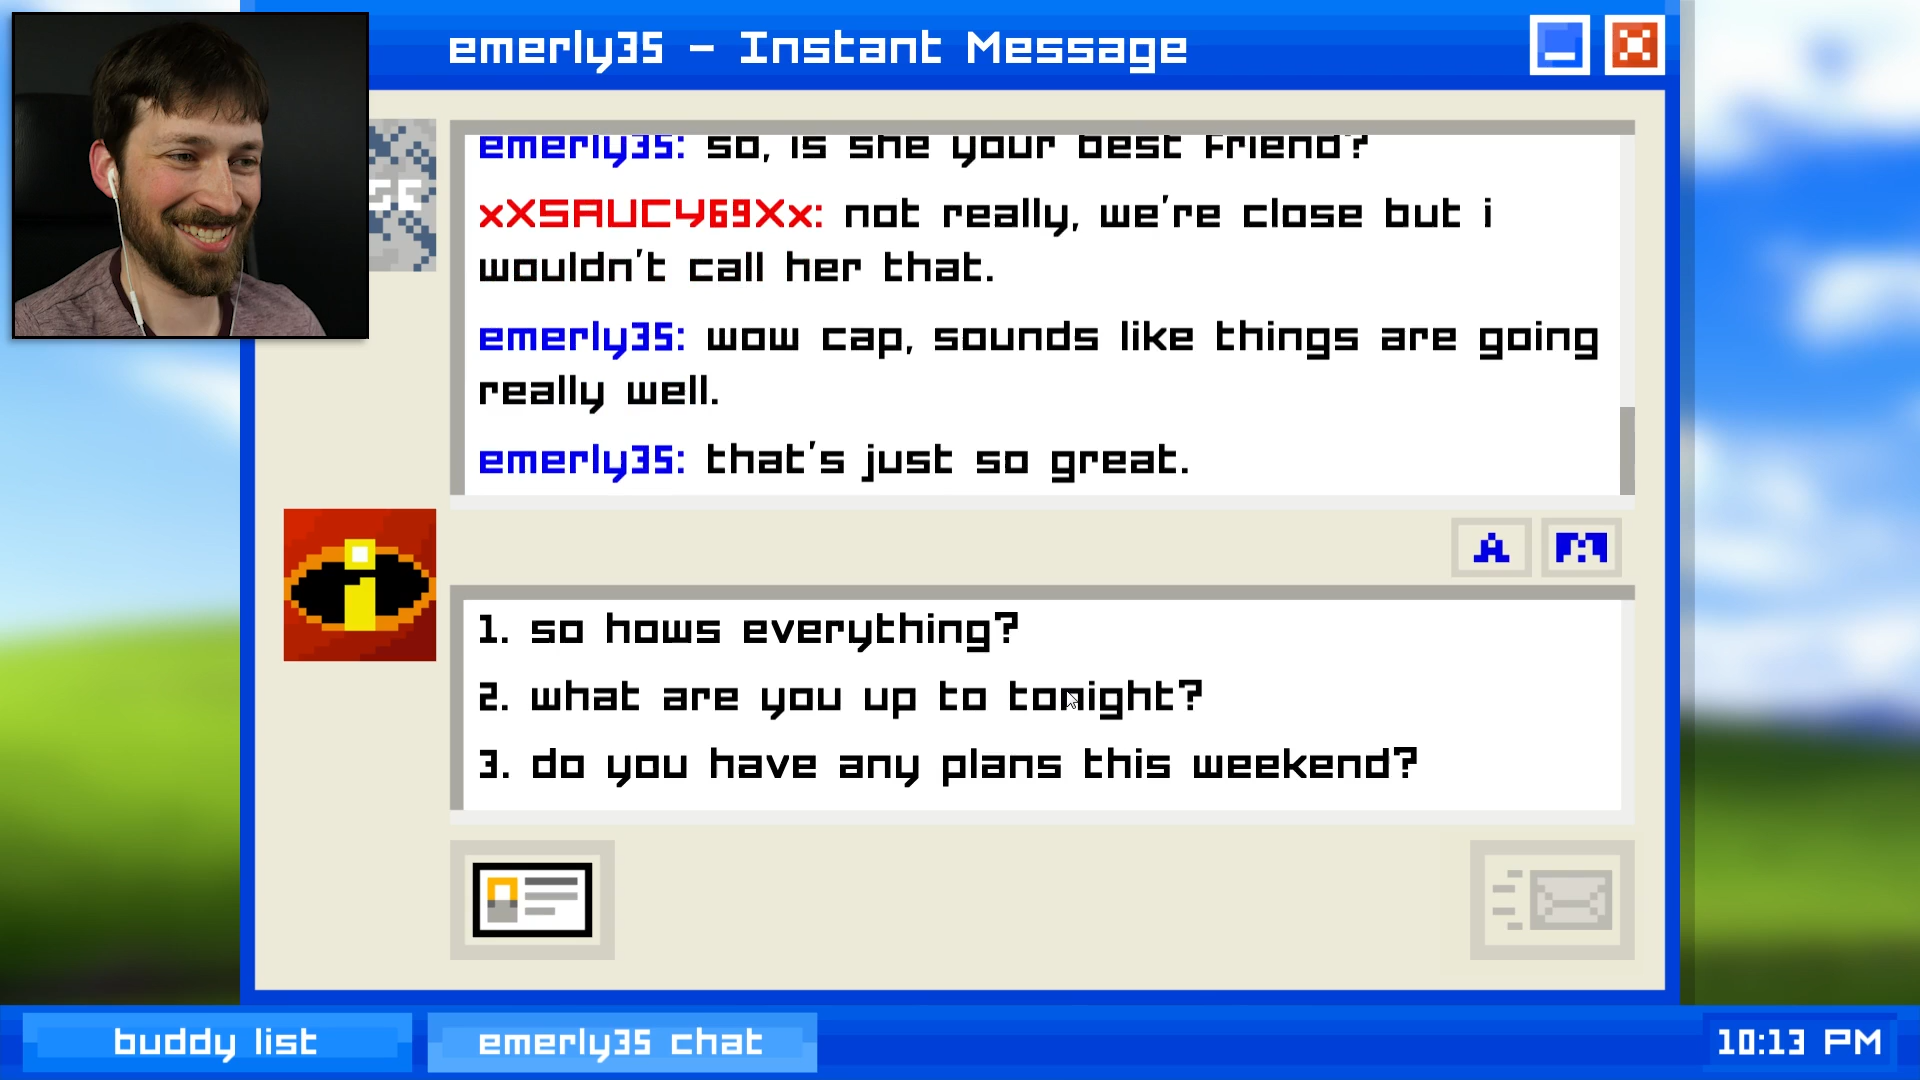 emerly35 - Instant Message
emerly35: so, is she your best friend?
xXSAUCY69Xx: not really, we're close but i
wouldn't call her that.
emerly35: wow cap, sounds like things are going
really well.
emerly35: that's just so great.
A
1. so hows everything?
2. what are you up to tonight?
3. do you have any plans this weekend?
buddy list
emerly35 chat
10:13 PM